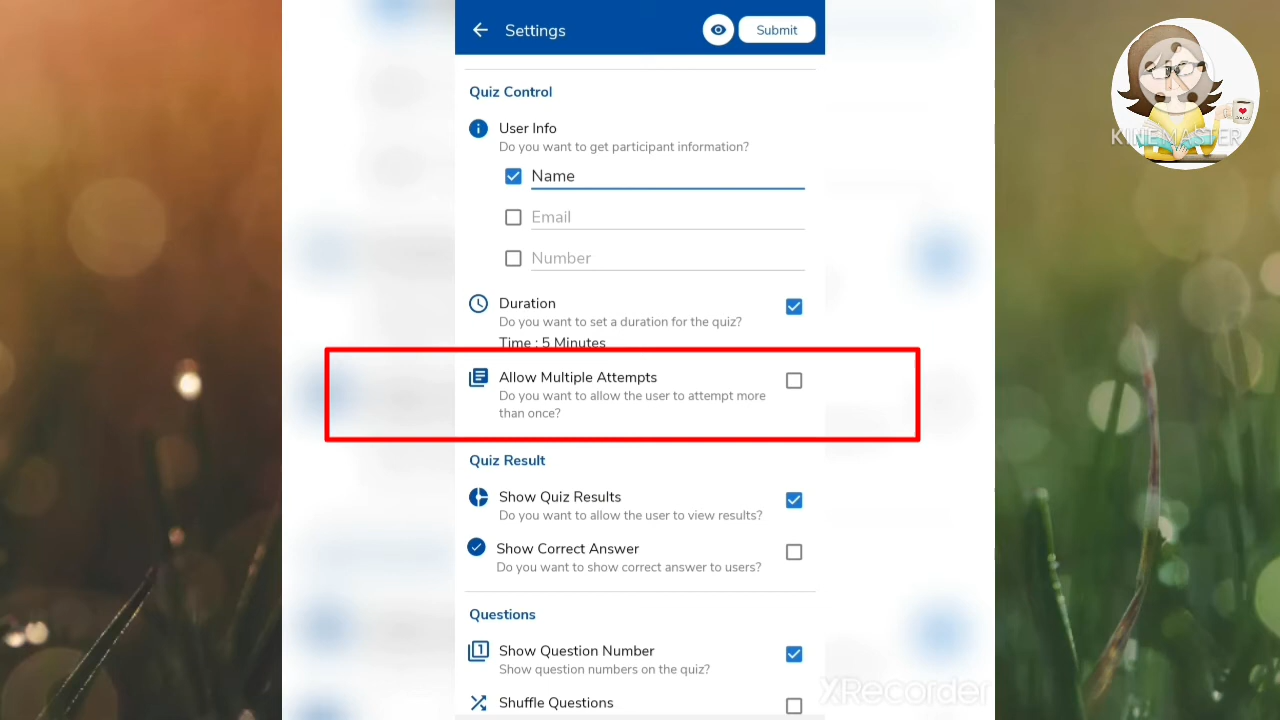 Settings
Submit
Quiz Control
User Info
Do you want to get participant information?
Name
Email
Number
Duration
Do you want to set a duration for the quiz?
Time : 5 Minutes
Allow Multiple Attempts
Do you want to allow the user to attempt more
than once?
Quiz Result
Show Quiz Results
Do you want to allow the user to view results?
Show Correct Answer
Do you want to show correct answer to users?
Questions
1
Show Question Number
Show question numbers on the quiz?
Shuffle Questions
KINEMASTER
XRecorder